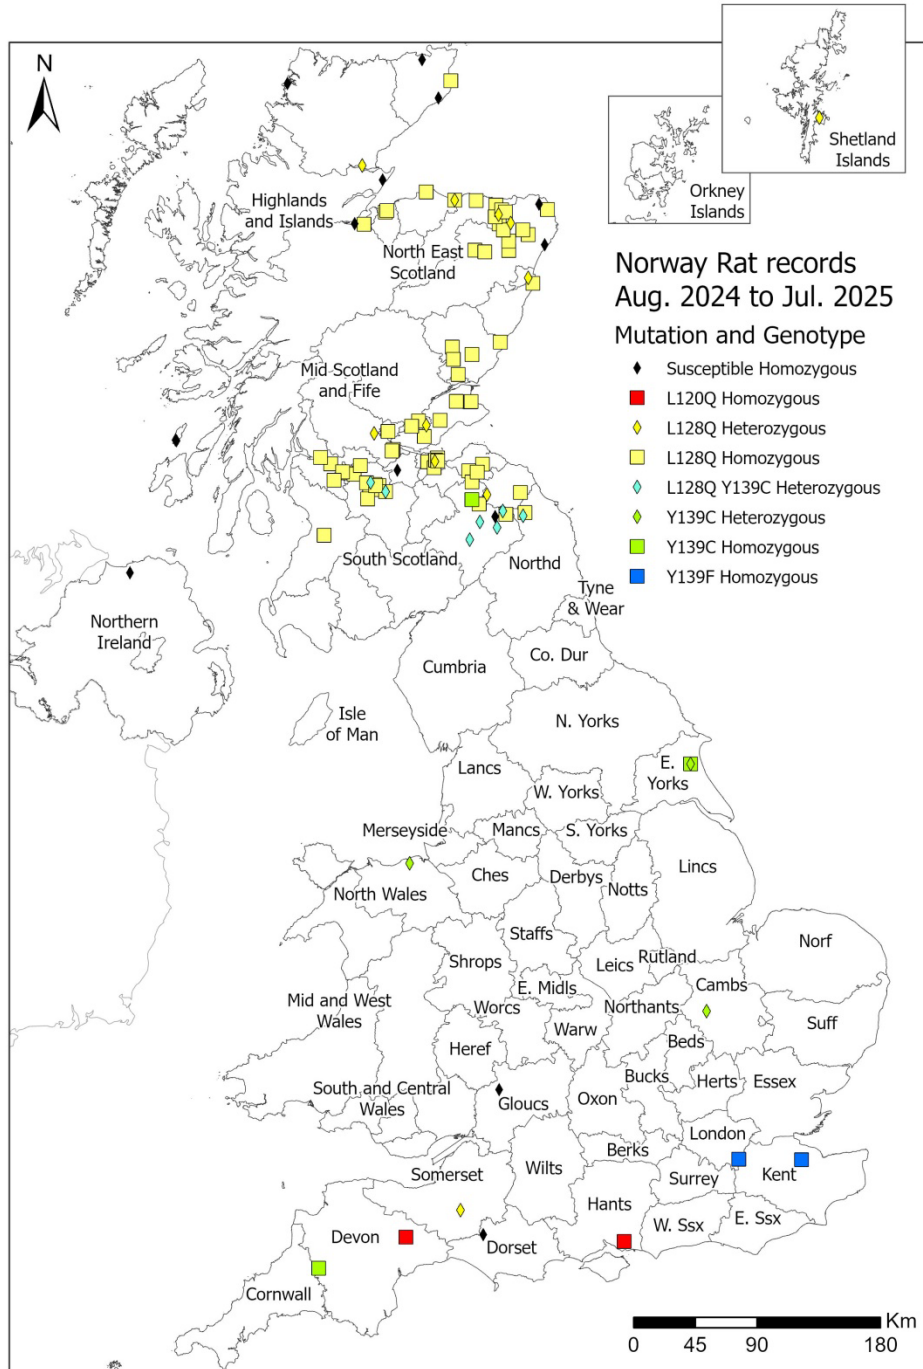 N
Shetland
Islands
Orkney
Islands
Highlands
and Islands
North East
Scotland
Norway Rat records
Aug. 2024 to Jul. 2025
Mutation and Genotype
Susceptible Homozygous
L120Q Homozygous
L128Q Heterozygous
L128Q Homozygous
L128Q Y139C Heterozygous
Y139C Heterozygous
Y139C Homozygous
Y139F Homozygous
Mid Scotland
and Fife
South Scotland
Northd
Tyne
& Wear
Northern
Ireland
Cumbria
Co. Dur
Isle
of Man
N. Yorks
Lancs
E.
Yorks
W. Yorks
Merseyside
Mancs
S. Yorks
Ches
Derbys
Notts
Lincs
North Wales
Staffs
Norf
Shrops
Leics
Rutland
Cambs
E. Midls
Mid and West
Wales
Worcs
Northants
Suff
Warw
Heref
Beds
Bucks
Herts
Essex
South and Central
Wales
Gloucs
Oxon
London
Berks
Somerset
Wilts
Surrey
Kent
Hants
W. Ssx
E. Ssx
Devon
Dorset
Cornwall
Km
0 45 90 180